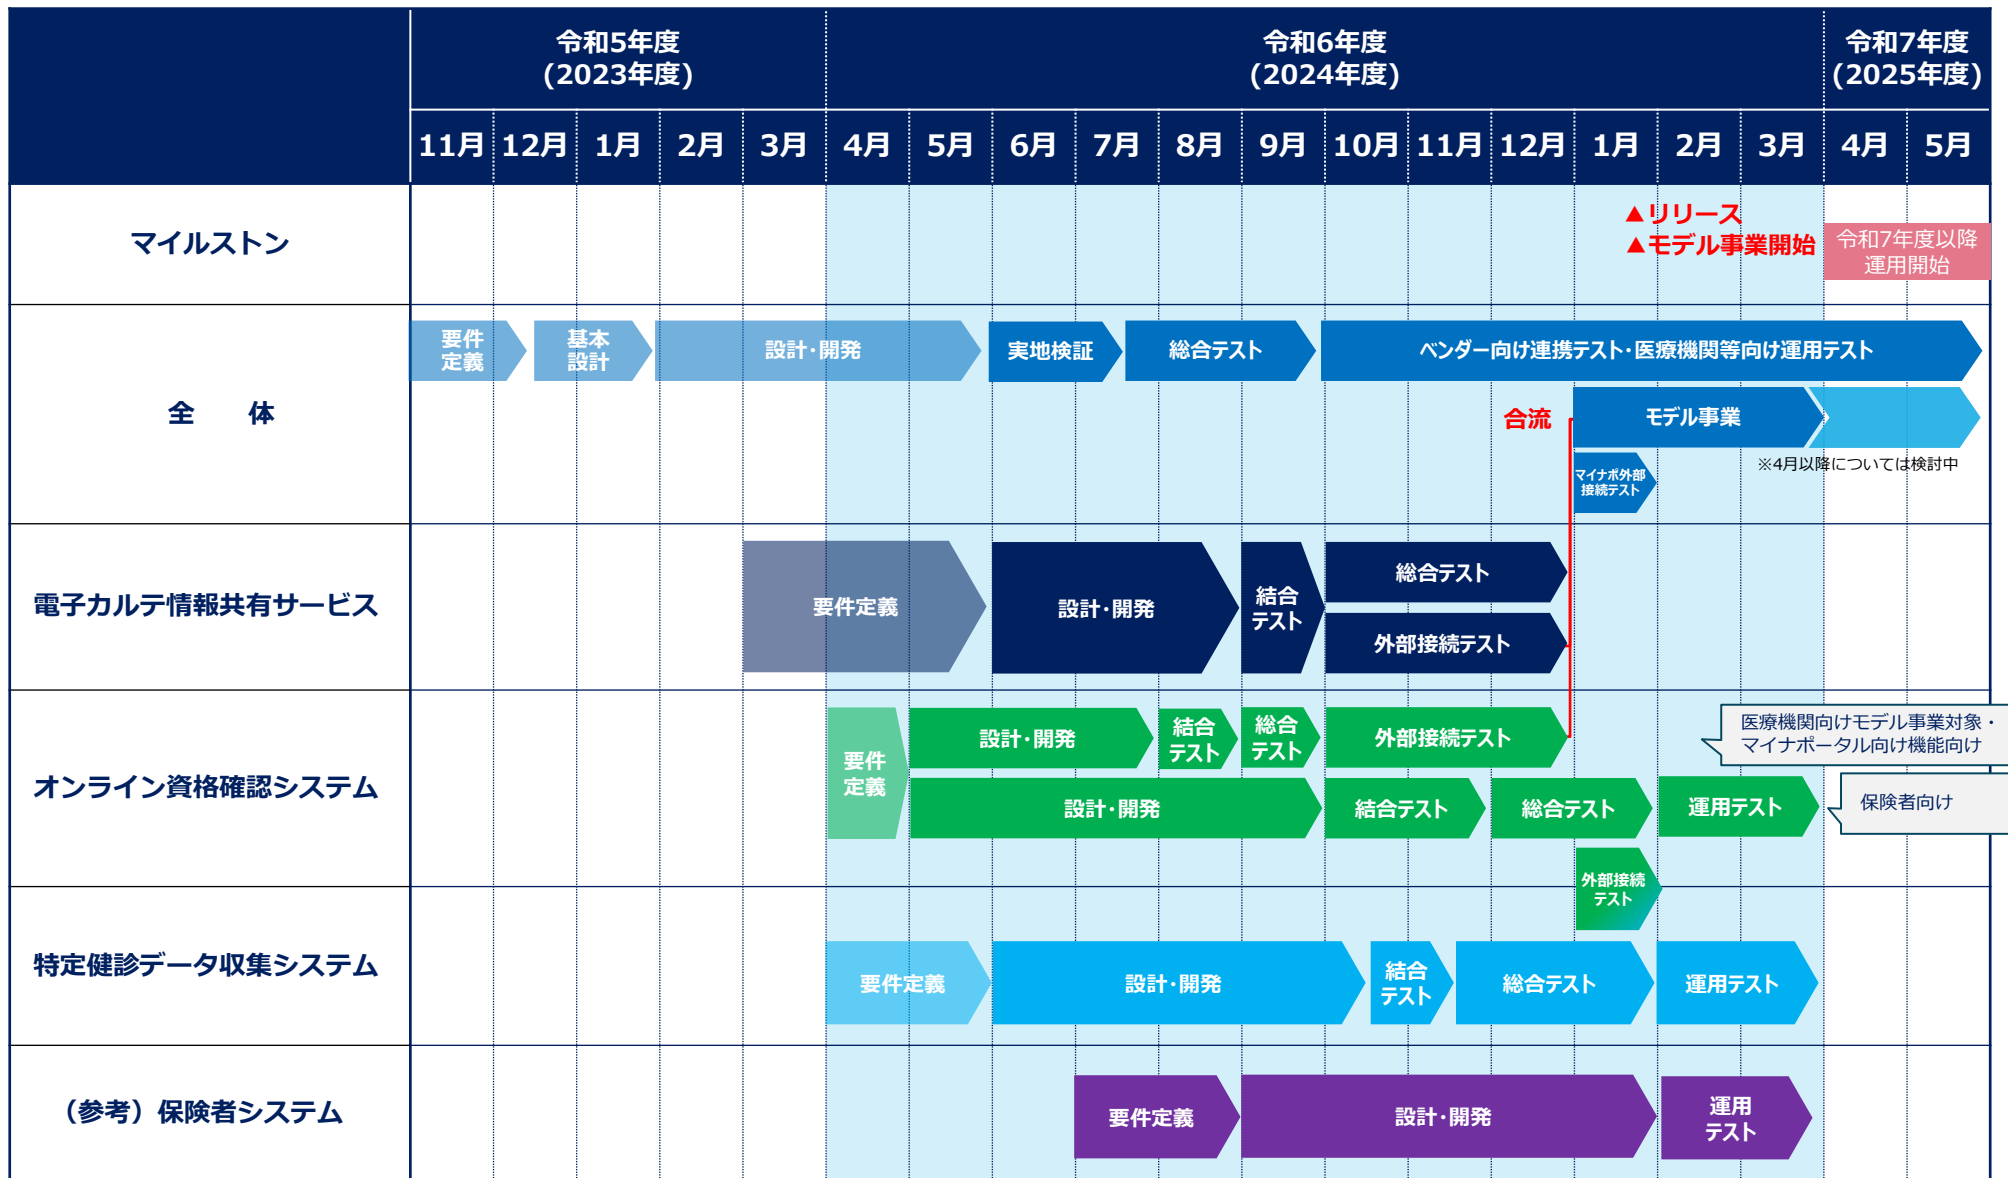 令和5年度
(2023年度)
令和6年度
(2024年度)
令和7年度
(2025年度)
11月 12月 1月 2月 3月 4月 5月 6月 7月 8月 9月 10月 11月 12月 1月 2月 3月 4月 5月
マイルストン
▲リリース
▲モデル事業開始
令和7年度以降
運用開始
全　体
要件
定義
基本
設計
設計・開発
実地検証
総合テスト
ベンダー向け連携テスト・医療機関等向け運用テスト
合流
モデル事業
※4月以降については検討中
マイナポ外部
接続テスト
電子カルテ情報共有サービス
要件定義
設計・開発
結合
テスト
総合テスト
外部接続テスト
オンライン資格確認システム
要件
定義
設計・開発
結合
テスト
総合
テスト
外部接続テスト
医療機関向けモデル事業対象・
マイナポータル向け機能向け
設計・開発
結合テスト
総合テスト
運用テスト
保険者向け
外部接続
テスト
特定健診データ収集システム
要件定義
設計・開発
結合
テスト
総合テスト
運用テスト
（参考）保険者システム
要件定義
設計・開発
運用
テスト